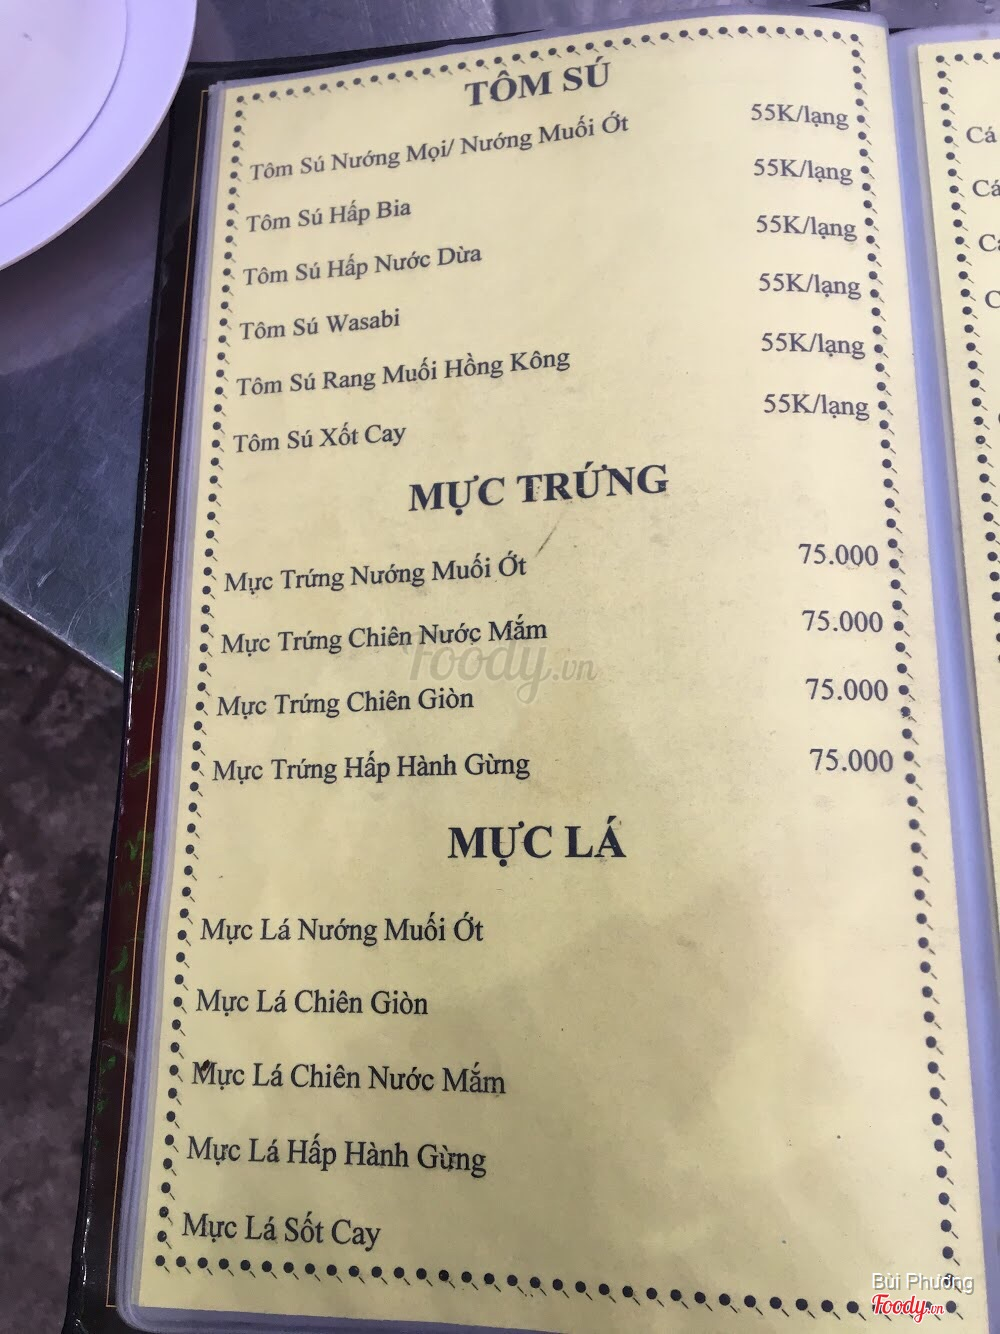 TÔM SÚ
Tôm Sú Nướng Mọi/ Nướng Muối Ớt 55K/lạng
Tôm Sú Hấp Bia 55K/lạng
Tôm Sú Hấp Nước Dừa 55K/lạng
Tôm Sú Wasabi 55K/lạng
Tôm Sú Rang Muối Hồng Kông 55K/lạng
Tôm Sú Xốt Cay 55K/lạng
MỰC TRỨNG
Mực Trứng Nướng Muối Ớt 75.000
Mực Trứng Chiên Nước Mắm 75.000
Foody.vn
Mực Trứng Chiên Giòn 75.000
Mực Trứng Hấp Hành Gừng 75.000
MỰC LÁ
Mực Lá Nướng Muối Ớt
Mực Lá Chiên Giòn
Mực Lá Chiên Nước Mắm
Mực Lá Hấp Hành Gừng
Mực Lá Sốt Cay
Cá
Cá
Bùi Phương
Foody.vn